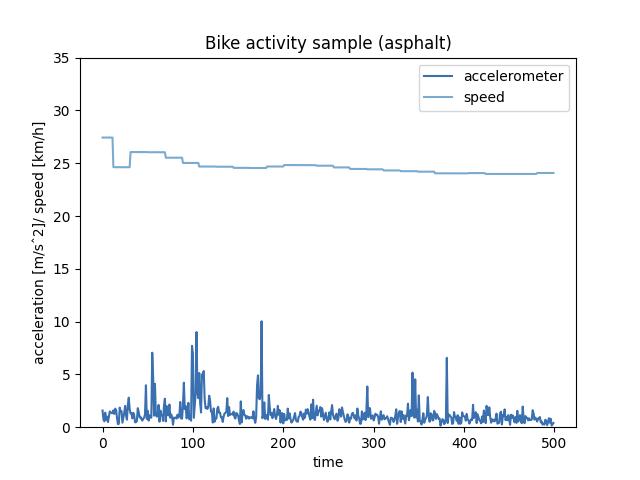 Bike activity sample (asphalt)
accelerometer
speed
acceleration [m/sˆ2]/ speed [km/h]
35
30
25
20
15
10
5
0
0 100 200 300 400 500
time